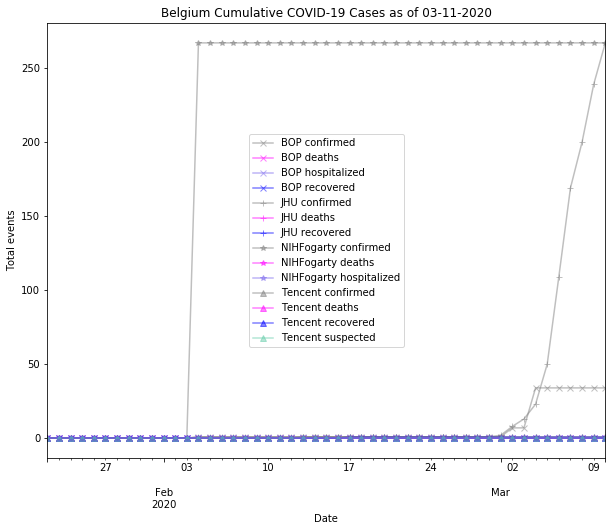 Belgium Cumulative COVID-19 Cases as of 03-11-2020
Total events
250
200
150
100
50
0
BOP confirmed
BOP deaths
BOP hospitalized
BOP recovered
JHU confirmed
JHU deaths
JHU recovered
NIHFogarty confirmed
NIHFogarty deaths
NIHFogarty hospitalized
Tencent confirmed
Tencent deaths
Tencent recovered
Tencent suspected
27 03 10 17 24 02 09
Feb Mar
2020
Date